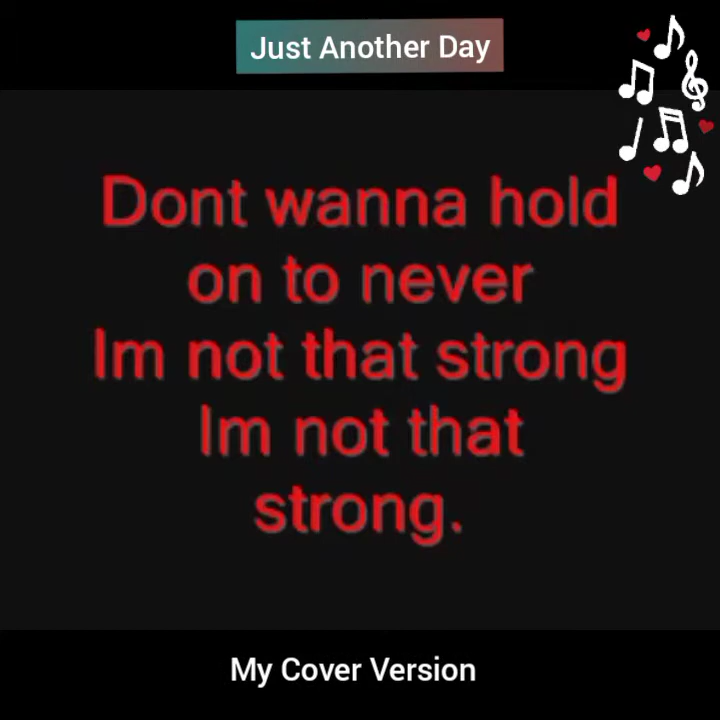 Just Another Day
Dont wanna hold
on to never
Im not that strong
Im not that
strong.
My Cover Version